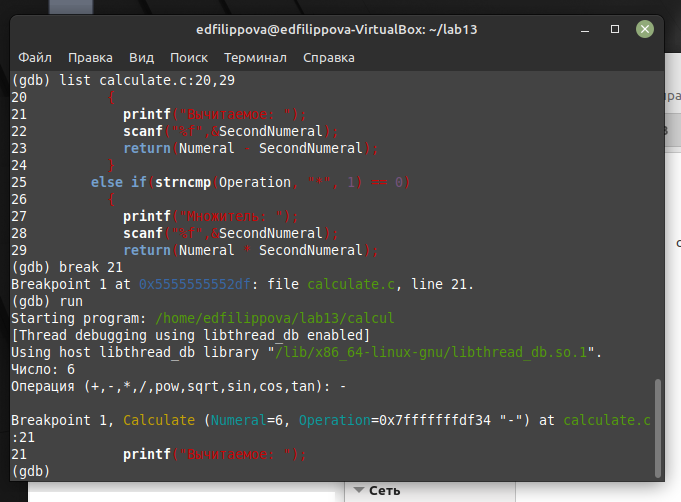 edfilippova@edfilippova-VirtualBox: ~/lab13
Файл Правка Вид Поиск Терминал Справка
(gdb) list calculate.c:20,29
20 {
21 printf("Вычитаемое: ");
22 scanf("%f",&SecondNumeral);
23 return(Numeral - SecondNumeral);
24 }
25 else if(strncmp(Operation, "*", 1) == 0)
26 {
27 printf("Множитель: ");
28 scanf("%f",&SecondNumeral);
29 return(Numeral * SecondNumeral);
(gdb) break 21
Breakpoint 1 at 0x5555555552df: file calculate.c, line 21.
(gdb) run
Starting program: /home/edfilippova/lab13/calcul
[Thread debugging using libthread_db enabled]
Using host libthread_db library "/lib/x86_64-linux-gnu/libthread_db.so.1".
Число: 6
Операция (+,-,*,/,pow,sqrt,sin,cos,tan): -
Breakpoint 1, Calculate (Numeral=6, Operation=0x7fffffffdf34 "-") at calculate.c
:21
21 printf("Вычитаемое: ");
(gdb)
Сеть